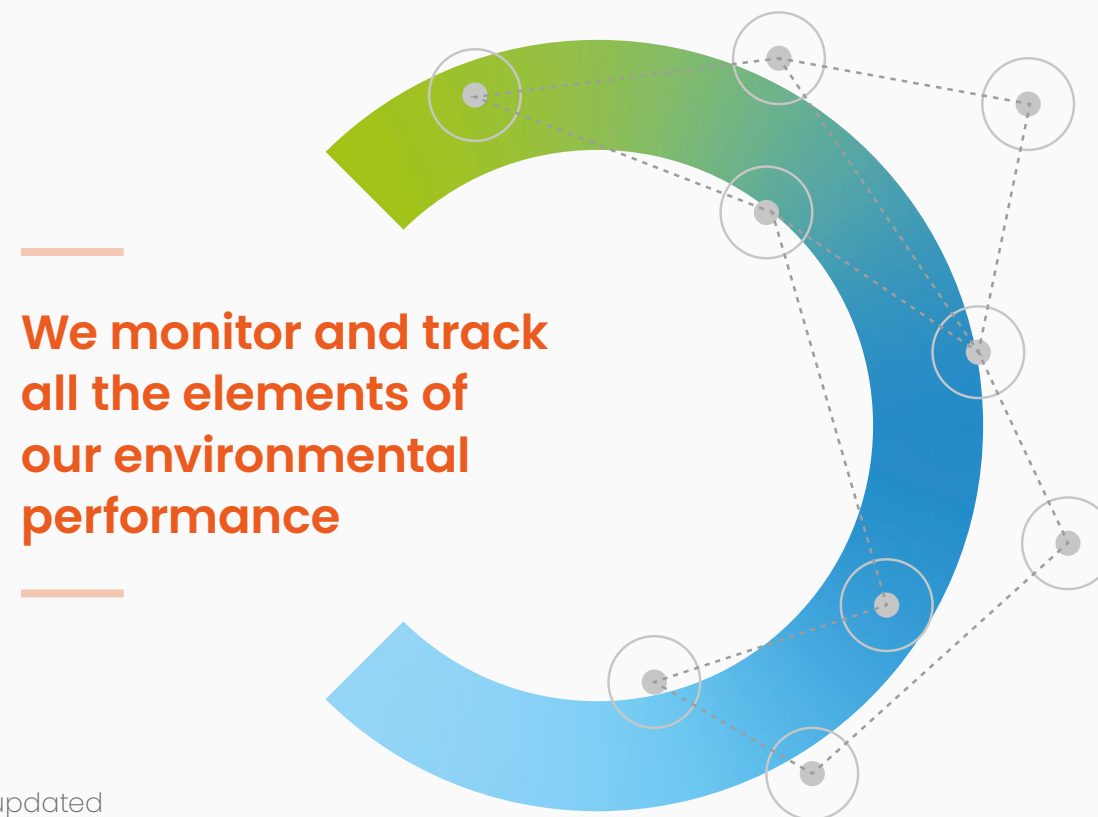 We monitor and track
all the elements of
our environmental
performance
updated